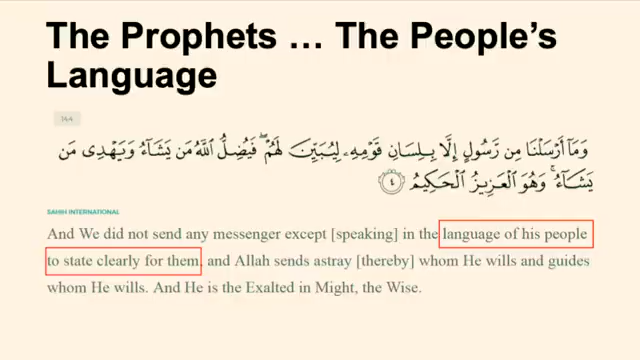 The Prophets … The People's
Language
14:4
وَمَآ أَرْسَلْنَا مِن رَّسُولٍ إِلَّا بِلِسَانِ قَوْمِهِۦ لِيُبَيِّنَ لَهُمْ ۖ فَيُضِلُّ ٱللَّهُ مَن يَشَآءُ وَيَهْدِى مَن
يَشَآءُ ۚ وَهُوَ ٱلْعَزِيزُ ٱلْحَكِيمُ ٤
SAHIH INTERNATIONAL
And We did not send any messenger except [speaking] in the language of his people
to state clearly for them, and Allah sends astray [thereby] whom He wills and guides
whom He wills. And He is the Exalted in Might, the Wise.